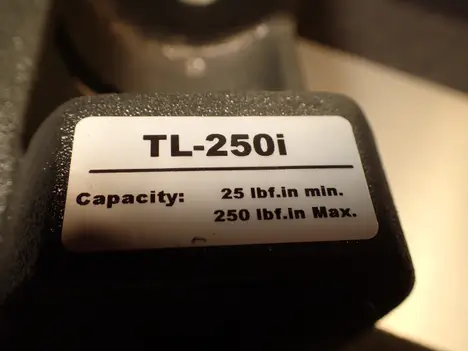 TL-250i
Capacity: 25 lbf.in min.
250 lbf.in Max.